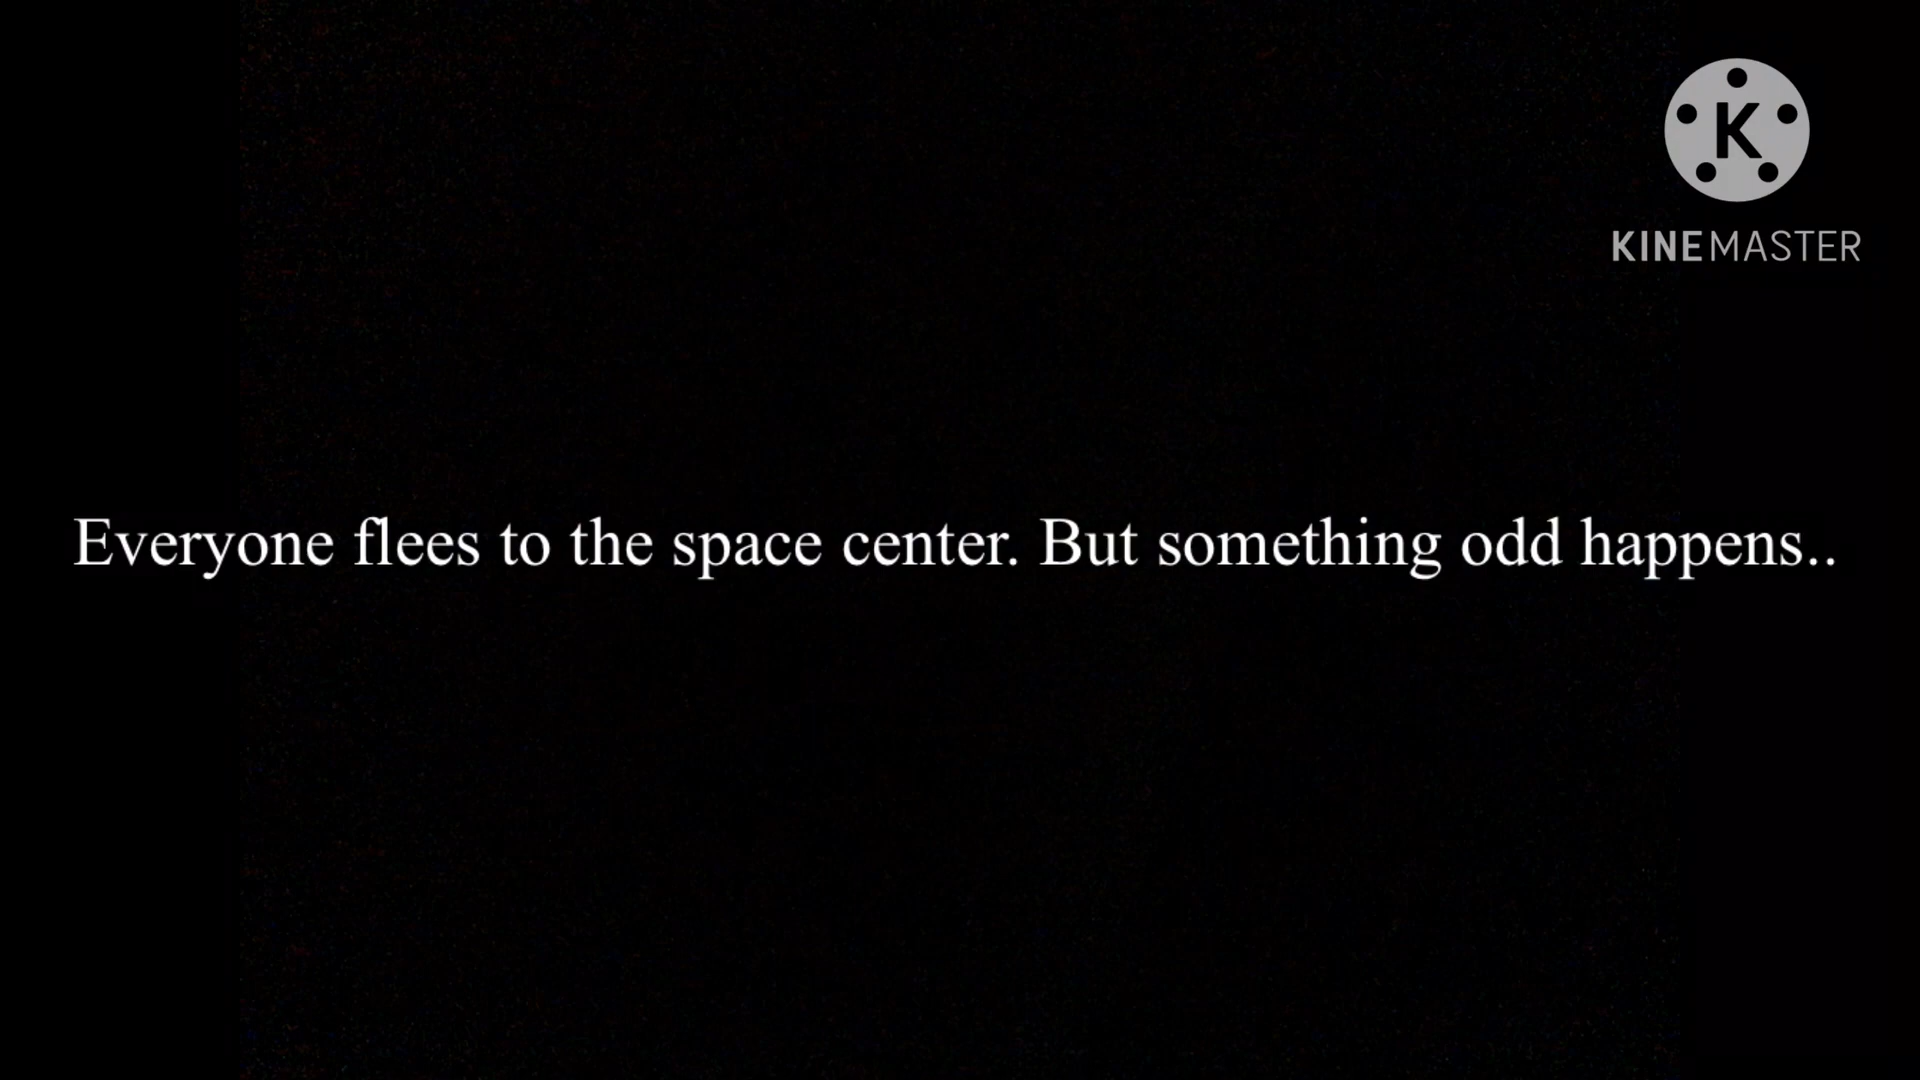 K
KINEMASTER
Everyone flees to the space center. But something odd happens..